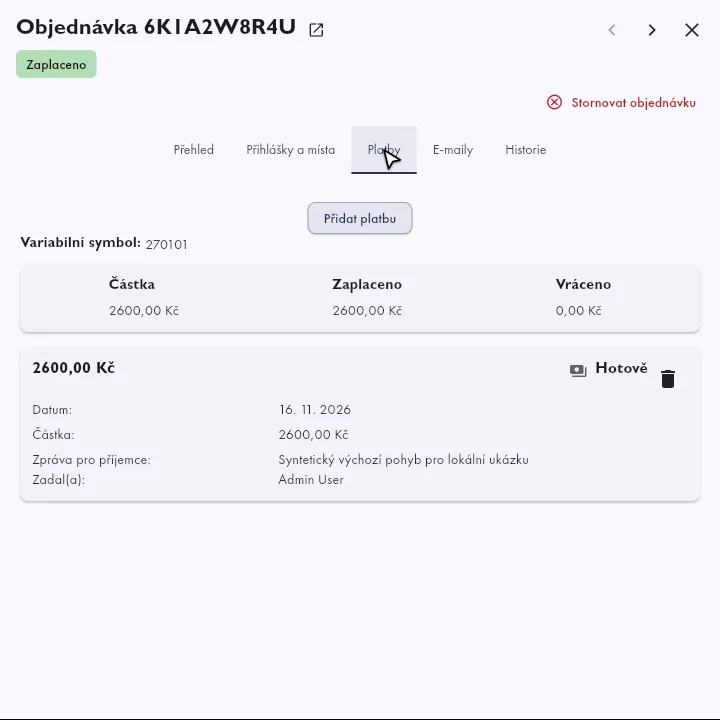 Objednávka 6K1A2W8R4U
Zaplaceno
Stornovat objednávku
Přehled Přihlášky a místa Platby E-maily Historie
Přidat platbu
Variabilní symbol: 270101
Částka Zaplaceno Vráceno
2600,00 Kč 2600,00 Kč 0,00 Kč
2600,00 Kč Hotově
Datum: 16. 11. 2026
Částka: 2600,00 Kč
Zpráva pro příjemce: Syntetický výchozí pohyb pro lokální ukázku
Zadal(a): Admin User